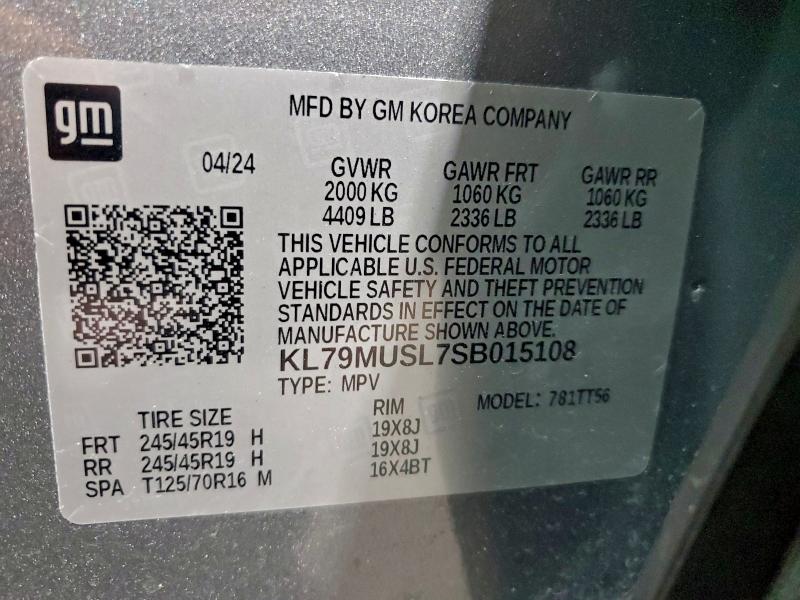 gm
MFD BY GM KOREA COMPANY
04/24
GVWR GAWR FRT GAWR RR
2000 KG 1060 KG 1060 KG
4409 LB 2336 LB 2336 LB
THIS VEHICLE CONFORMS TO ALL
APPLICABLE U.S. FEDERAL MOTOR
VEHICLE SAFETY AND THEFT PREVENTION
STANDARDS IN EFFECT ON THE DATE OF
MANUFACTURE SHOWN ABOVE.
KL79MUSL7SB015108
TYPE: MPV MODEL: 781TT56
TIRE SIZE RIM
FRT 245/45R19 H 19X8J
RR 245/45R19 H 19X8J
SPA T125/70R16 M 16X4BT